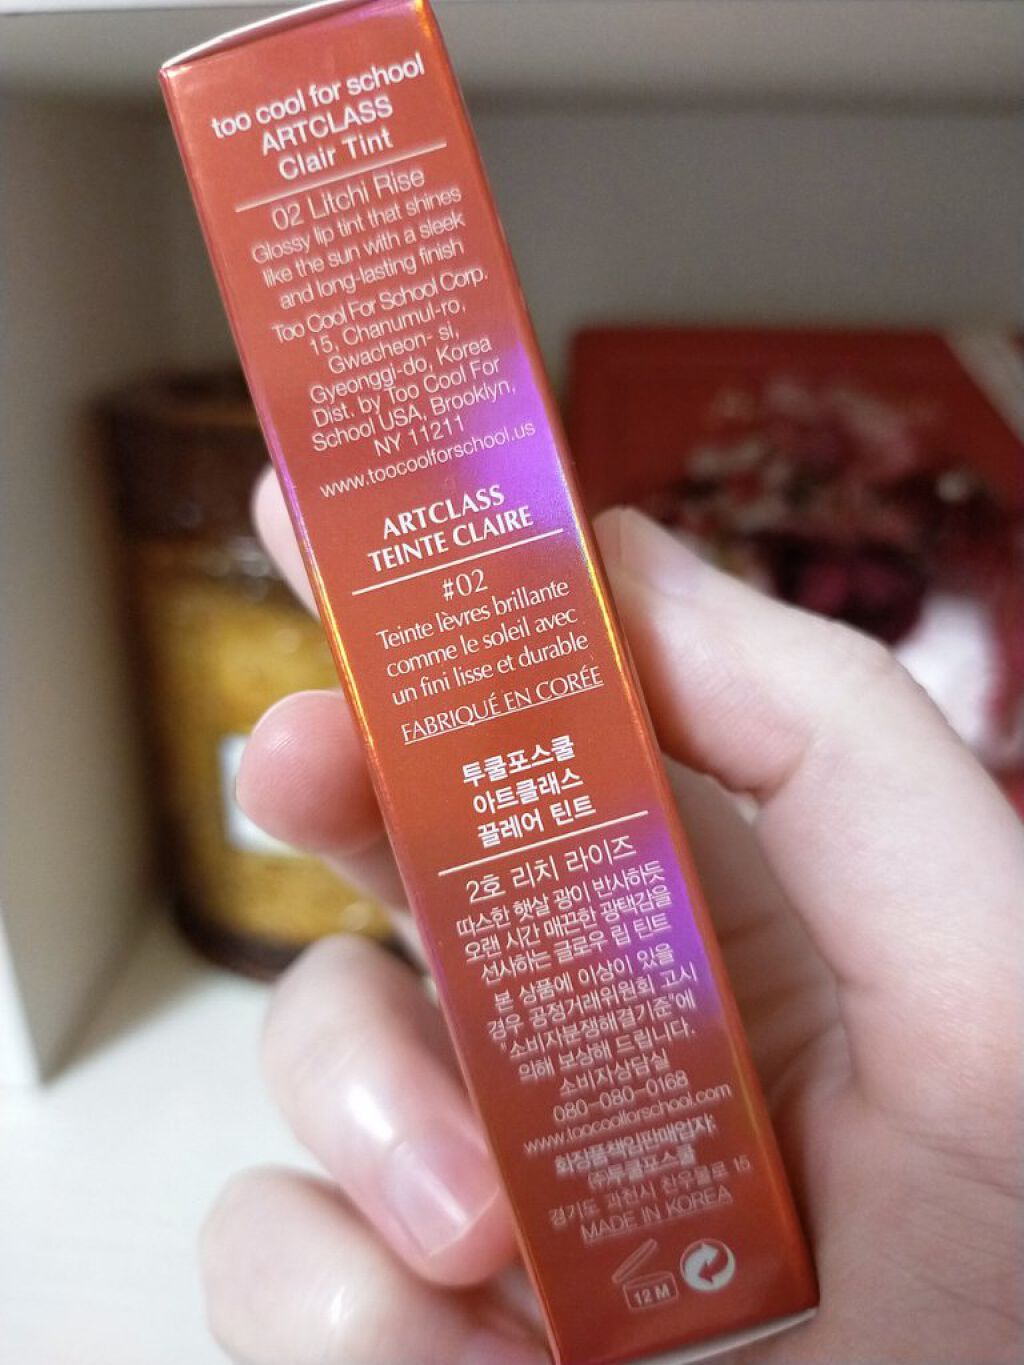 too cool for school
ARTCLASS
Clair Tint
02 Litchi Rise
Glossy lip tint that shines
like the sun with a sleek
and long-lasting finish
Too Cool For School Corp.
15, Chanumul-ro,
Gwacheon- si,
Gyeonggi-do, Korea
Dist. by Too Cool For
School USA, Brooklyn,
NY 11211
www.toocoolforschool.us
ARTCLASS
TEINTE CLAIRE
#02
Teinte lèvres brillante
comme le soleil avec
un fini lisse et durable
FABRIQUÉ EN CORÉE
투쿨포스쿨
아트클래스
끌레어 틴트
2호 리치 라이즈
따스한 햇살 광이 반사하듯
오랜 시간 매끈한 광택감을
선사하는 글로우 립 틴트
본 상품에 이상이 있을
경우 공정거래위원회 고시
"소비자분쟁해결기준"에
의해 보상해 드립니다.
소비자상담실
080-080-0168
www.toocoolforschool.com
화장품책임판매업자:
㈜투쿨포스쿨
경기도 과천시 찬우물로 15
MADE IN KOREA
12 M